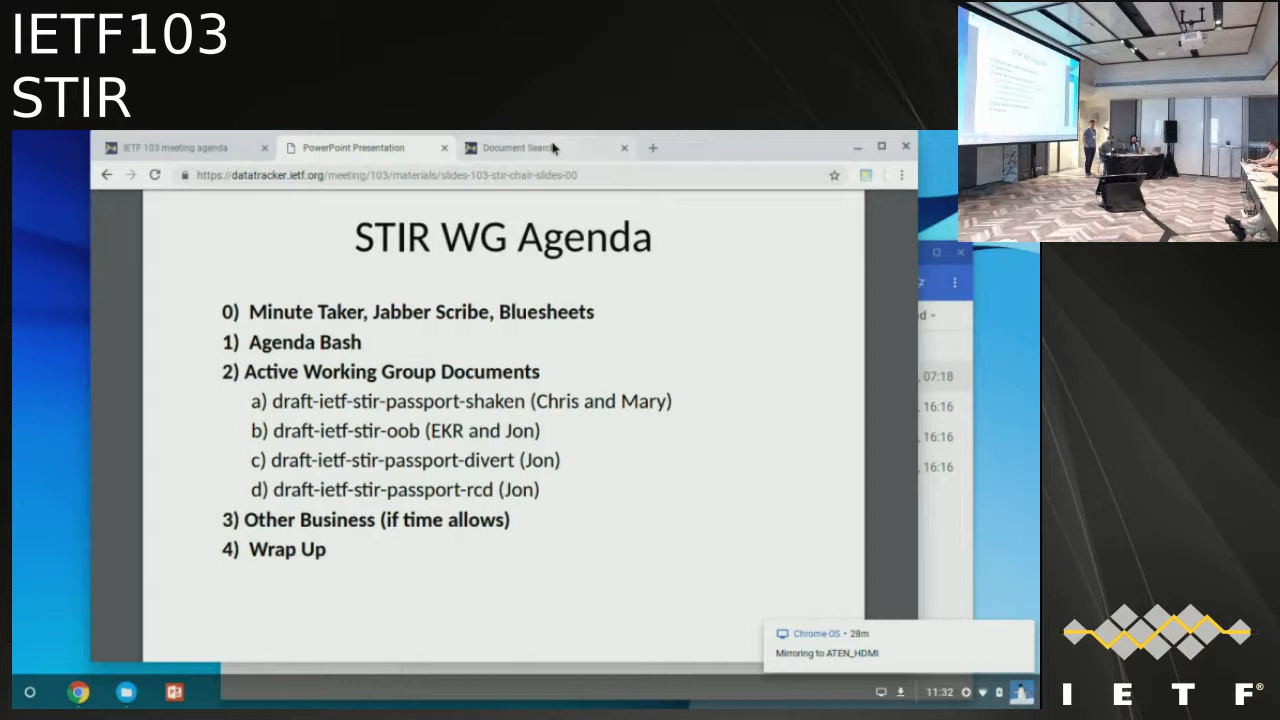 IETF103
STIR
IETF 103 meeting agenda
PowerPoint Presentation
Document Search
https://datatracker.ietf.org/meeting/103/materials/slides-103-stir-chair-slides-00
STIR WG Agenda
0) Minute Taker, Jabber Scribe, Bluesheets
1) Agenda Bash
2) Active Working Group Documents
a) draft-ietf-stir-passport-shaken (Chris and Mary)
b) draft-ietf-stir-oob (EKR and Jon)
c) draft-ietf-stir-passport-divert (Jon)
d) draft-ietf-stir-passport-rcd (Jon)
3) Other Business (if time allows)
4) Wrap Up
07:18
16:16
16:16
16:16
Chrome OS • 28m
Mirroring to ATEN_HDMI
11:32
STIR WG Agenda
I E T F®